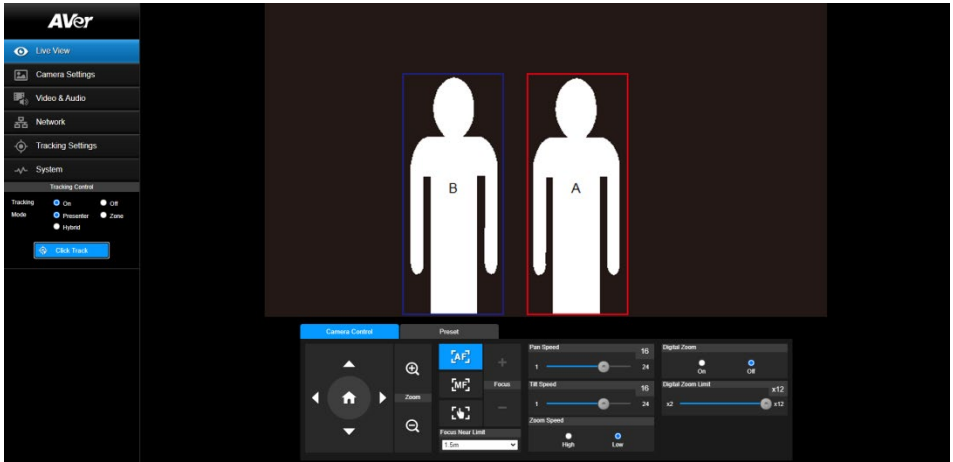 AVer
Live View
Camera Settings
Video & Audio
Network
Tracking Settings
System
Tracking Control
Tracking On Off
Mode Presenter Zone
Hybrid
Click Track
B A
Camera Control Preset
AF
MF
Zoom
Focus
Focus Near Limit
1.5m
Pan Speed 16
1 24
Tilt Speed 16
1 24
Zoom Speed
High Low
Digital Zoom
On Off
Digital Zoom Limit x12
x2 x12